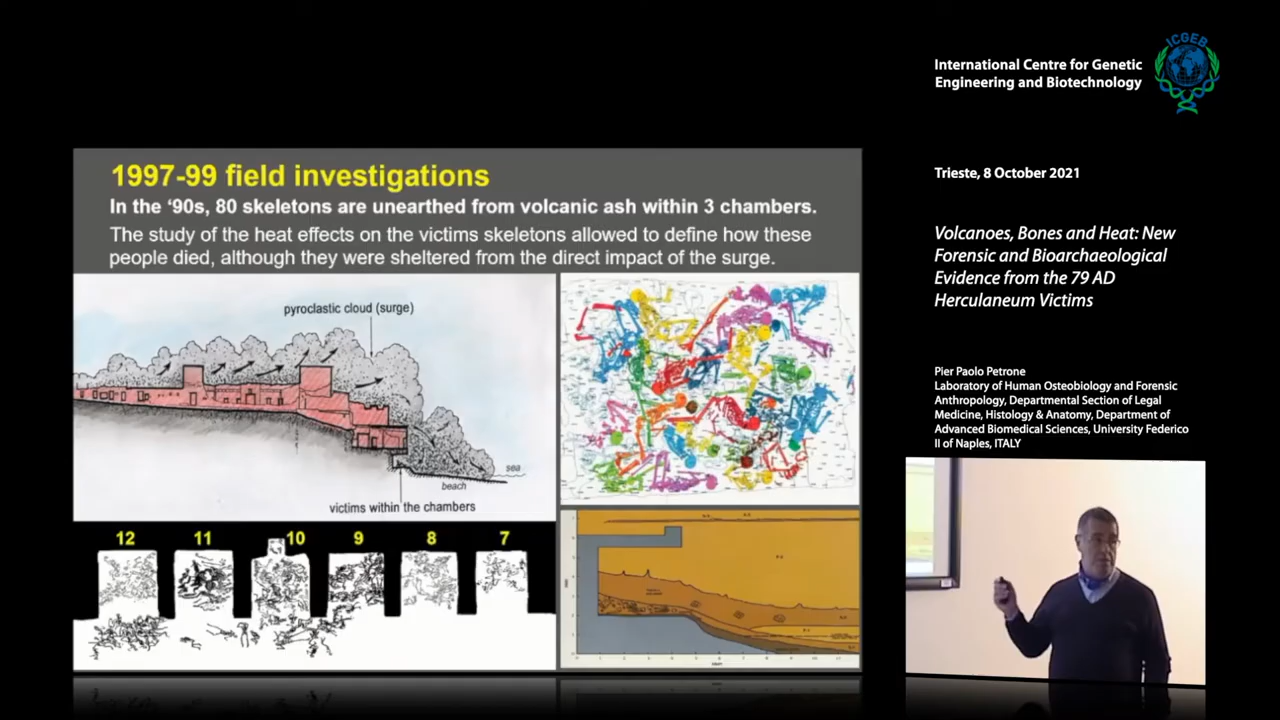 1997-99 field investigations
In the '90s, 80 skeletons are unearthed from volcanic ash within 3 chambers.
The study of the heat effects on the victims skeletons allowed to define how these
people died, although they were sheltered from the direct impact of the surge.
pyroclastic cloud (surge)
sea
beach
victims within the chambers
12 11 10 9 8 7
International Centre for Genetic
Engineering and Biotechnology
ICGEB
Trieste, 8 October 2021
Volcanoes, Bones and Heat: New
Forensic and Bioarchaeological
Evidence from the 79 AD
Herculaneum Victims
Pier Paolo Petrone
Laboratory of Human Osteobiology and Forensic
Anthropology, Departmental Section of Legal
Medicine, Histology & Anatomy, Department of
Advanced Biomedical Sciences, University Federico
II of Naples, ITALY